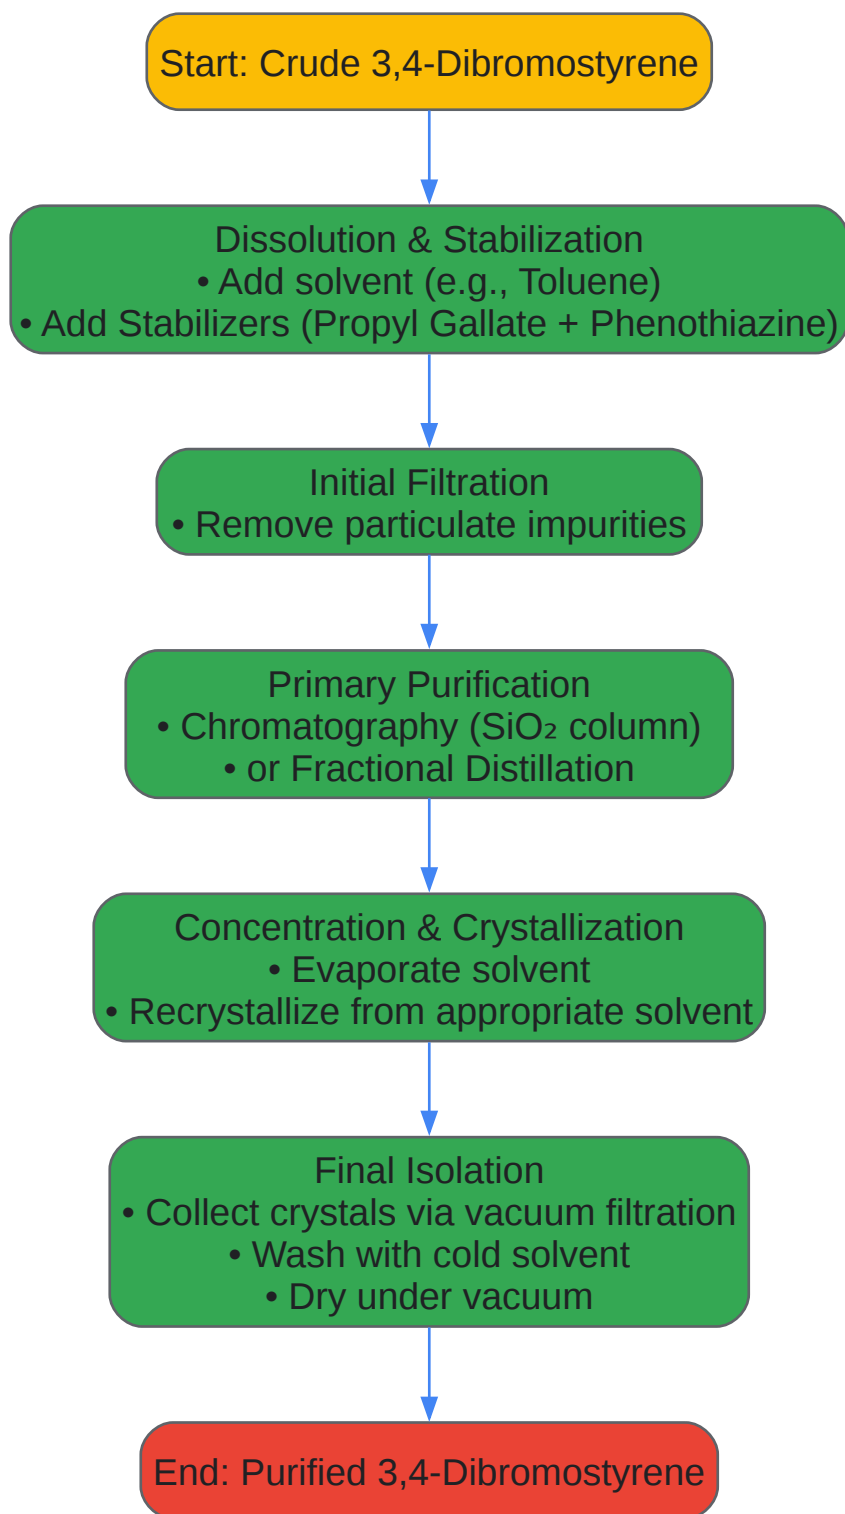 Start: Crude 3,4-Dibromostyrene
Dissolution & Stabilization
• Add solvent (e.g., Toluene)
• Add Stabilizers (Propyl Gallate + Phenothiazine)
Initial Filtration
• Remove particulate impurities
Primary Purification
• Chromatography (SiO₂ column)
• or Fractional Distillation
Concentration & Crystallization
• Evaporate solvent
• Recrystallize from appropriate solvent
Final Isolation
• Collect crystals via vacuum filtration
• Wash with cold solvent
• Dry under vacuum
End: Purified 3,4-Dibromostyrene